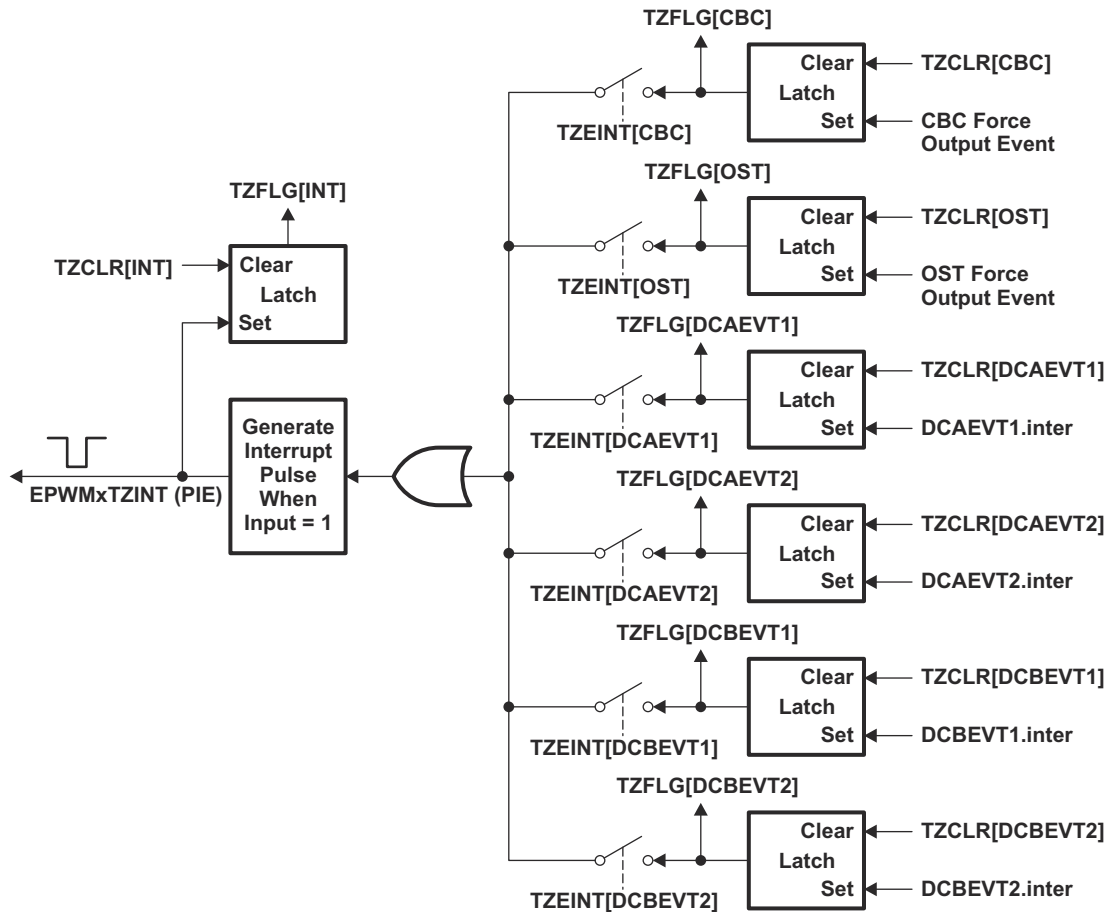 TZFLG[CBC]
Clear
Latch
Set
TZCLR[CBC]
CBC Force
Output Event
TZEINT[CBC]
TZFLG[OST]
Clear
Latch
Set
TZCLR[OST]
OST Force
Output Event
TZEINT[OST]
TZFLG[INT]
TZCLR[INT]
Clear
Latch
Set
TZFLG[DCAEVT1]
Clear
Latch
Set
TZCLR[DCAEVT1]
DCAEVT1.inter
TZEINT[DCAEVT1]
Generate
Interrupt
Pulse
When
Input = 1
EPWMxTZINT (PIE)
TZFLG[DCAEVT2]
Clear
Latch
Set
TZCLR[DCAEVT2]
DCAEVT2.inter
TZEINT[DCAEVT2]
TZFLG[DCBEVT1]
Clear
Latch
Set
TZCLR[DCBEVT1]
DCBEVT1.inter
TZEINT[DCBEVT1]
TZFLG[DCBEVT2]
Clear
Latch
Set
TZCLR[DCBEVT2]
DCBEVT2.inter
TZEINT[DCBEVT2]